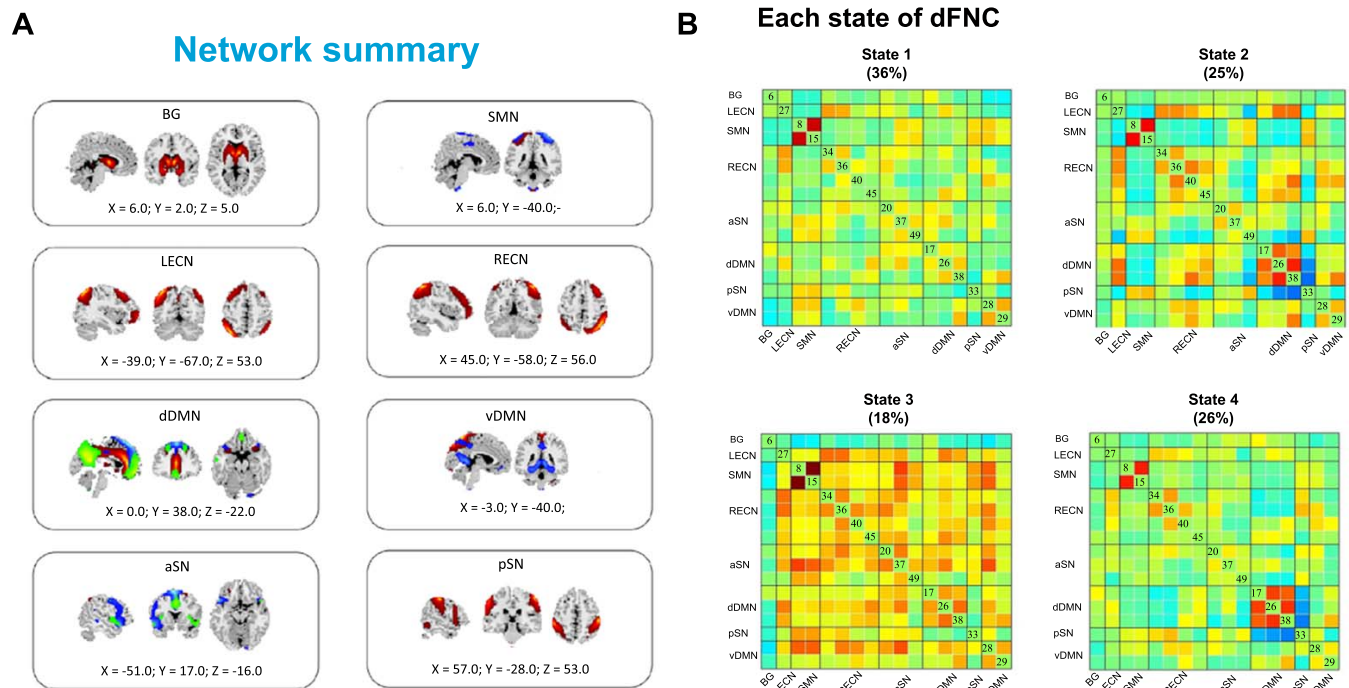 A
Network summary
BG
X = 6.0; Y = 2.0; Z = 5.0
SMN
X = 6.0; Y = -40.0;-
LECN
X = -39.0; Y = -67.0; Z = 53.0
RECN
X = 45.0; Y = -58.0; Z = 56.0
dDMN
X = 0.0; Y = 38.0; Z = -22.0
vDMN
X = -3.0; Y = -40.0;
aSN
X = -51.0; Y = 17.0; Z = -16.0
pSN
X = 57.0; Y = -28.0; Z = 53.0
B
Each state of dFNC
State 1
(36%)
BG
LECN
SMN
RECN
aSN
dDMN
pSN
vDMN
6
27
8
15
34
36
40
45
20
37
49
17
26
38
33
28
29
BG
LECN
SMN
RECN
aSN
dDMN
pSN
vDMN
State 2
(25%)
BG
LECN
SMN
RECN
aSN
dDMN
pSN
vDMN
6
27
8
15
34
36
40
45
20
37
49
17
26
38
33
28
29
BG
LECN
SMN
RECN
aSN
dDMN
pSN
vDMN
State 3
(18%)
BG
LECN
SMN
RECN
aSN
dDMN
pSN
vDMN
6
27
8
15
34
36
40
45
20
37
49
17
26
38
33
28
29
BG
State 4
(26%)
BG
LECN
SMN
RECN
aSN
dDMN
pSN
vDMN
6
27
8
15
34
36
40
45
20
37
49
17
26
38
33
28
29
BG